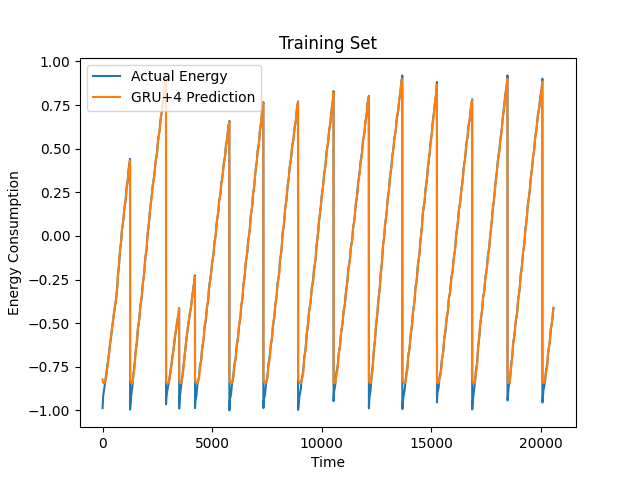 Training Set
Actual Energy
GRU+4 Prediction
Energy Consumption
1.00
0.75
0.50
0.25
0.00
−0.25
−0.50
−0.75
−1.00
0
5000
10000
15000
20000
Time